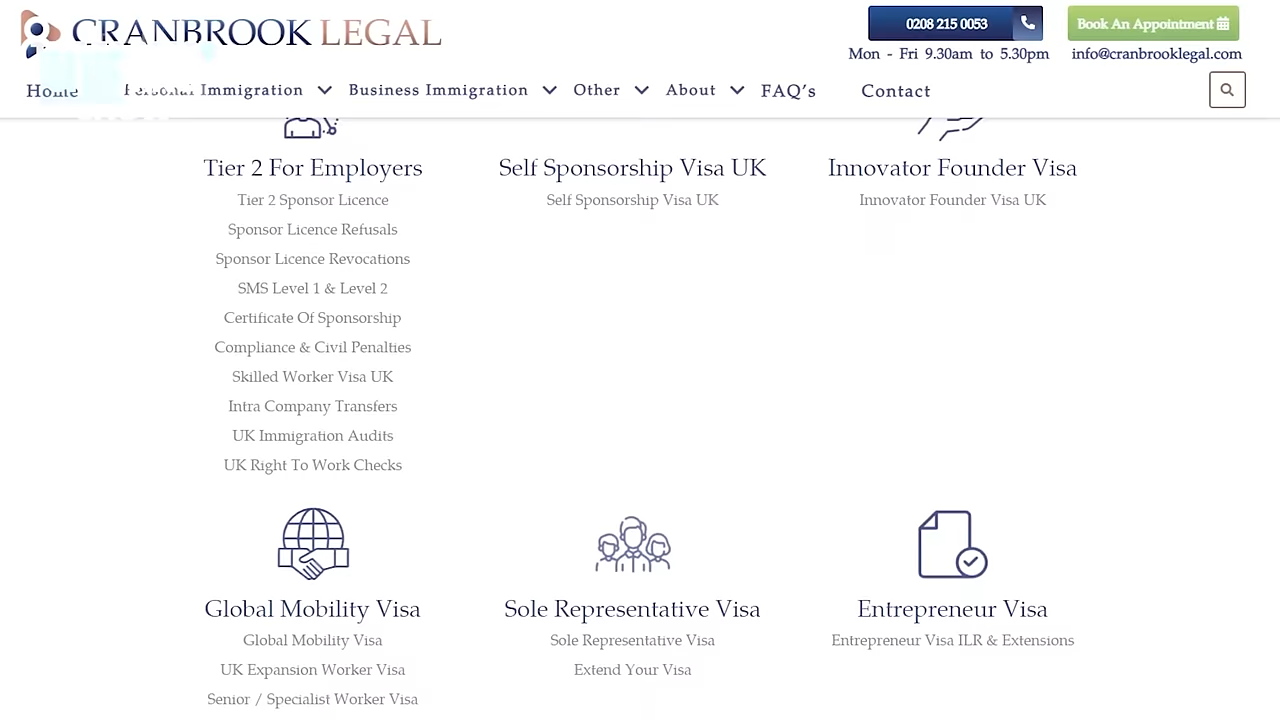 CRANBROOK LEGAL
0208 215 0053
Book An Appointment
Mon - Fri 9.30am to 5.30pm
info@cranbrooklegal.com
Home
Personal Immigration
Business Immigration
Other
About
FAQ’s
Contact
Tier 2 For Employers
Tier 2 Sponsor Licence
Sponsor Licence Refusals
Sponsor Licence Revocations
SMS Level 1 & Level 2
Certificate Of Sponsorship
Compliance & Civil Penalties
Skilled Worker Visa UK
Intra Company Transfers
UK Immigration Audits
UK Right To Work Checks
Self Sponsorship Visa UK
Self Sponsorship Visa UK
Innovator Founder Visa
Innovator Founder Visa UK
Global Mobility Visa
Global Mobility Visa
UK Expansion Worker Visa
Senior / Specialist Worker Visa
Sole Representative Visa
Sole Representative Visa
Extend Your Visa
Entrepreneur Visa
Entrepreneur Visa ILR & Extensions